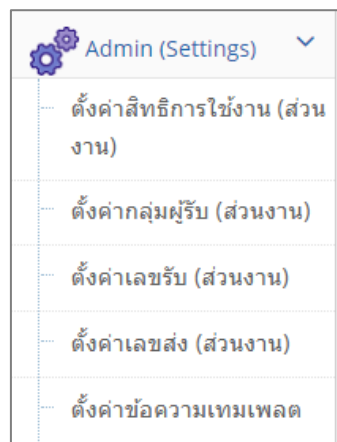 Admin (Settings)
ตั้งค่าสิทธิการใช้งาน (ส่วน
งาน)
ตั้งค่ากลุ่มผู้รับ (ส่วนงาน)
ตั้งค่าเลขรับ (ส่วนงาน)
ตั้งค่าเลขส่ง (ส่วนงาน)
ตั้งค่าข้อความเทมเพลต